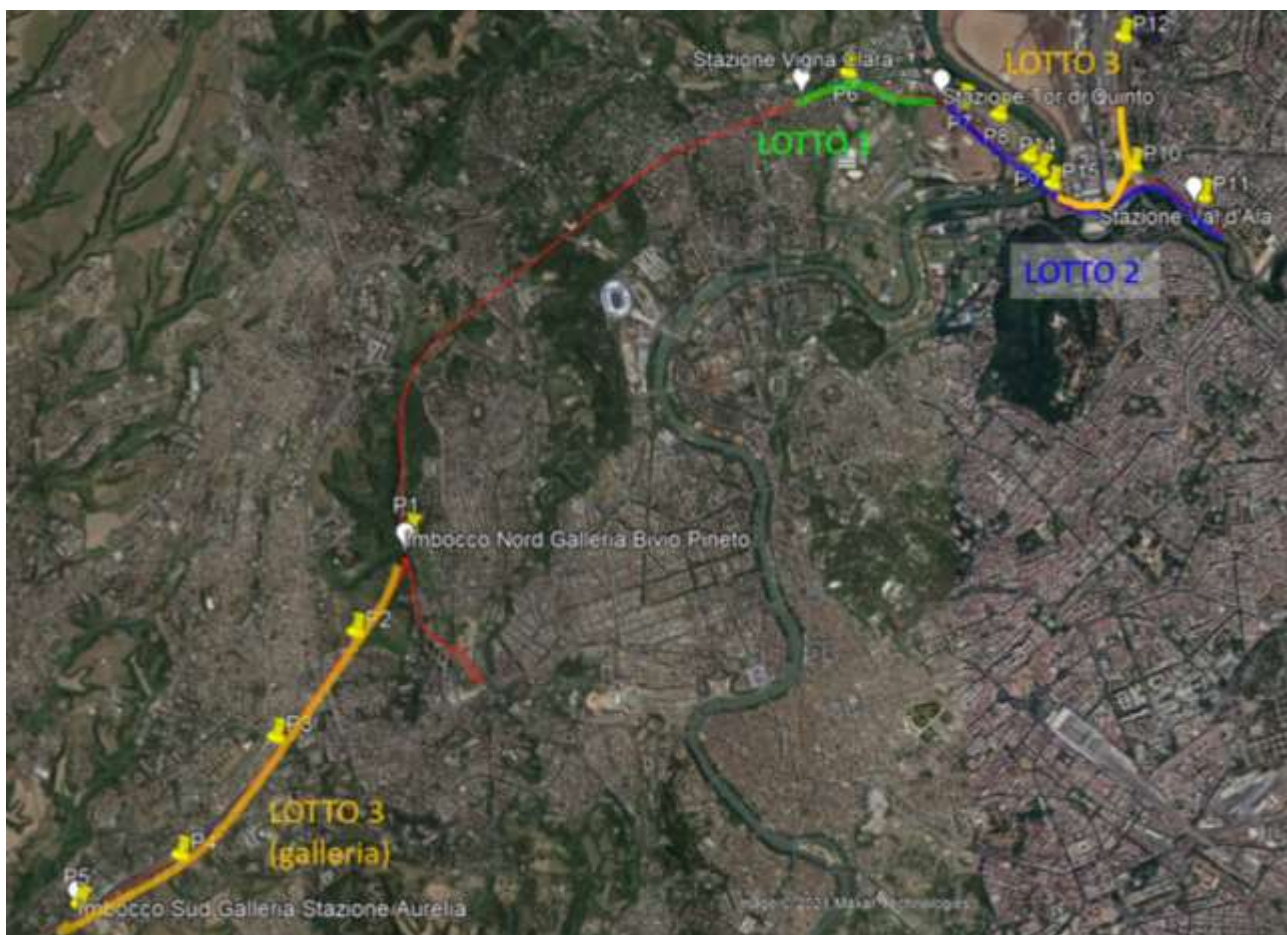 P12
Stazione Vigna Clara
LOTTO 3
P6
Stazione Tor di Quinto
P7
LOTTO 1
P8
P14
P10
P9
P15
P11
Stazione Val d'Ala
LOTTO 2
P1
Imbocco Nord Galleria Bivio Pineto
P2
P3
LOTTO 3
(galleria)
P4
P5
Imbocco Sud Galleria Stazione Aurelia